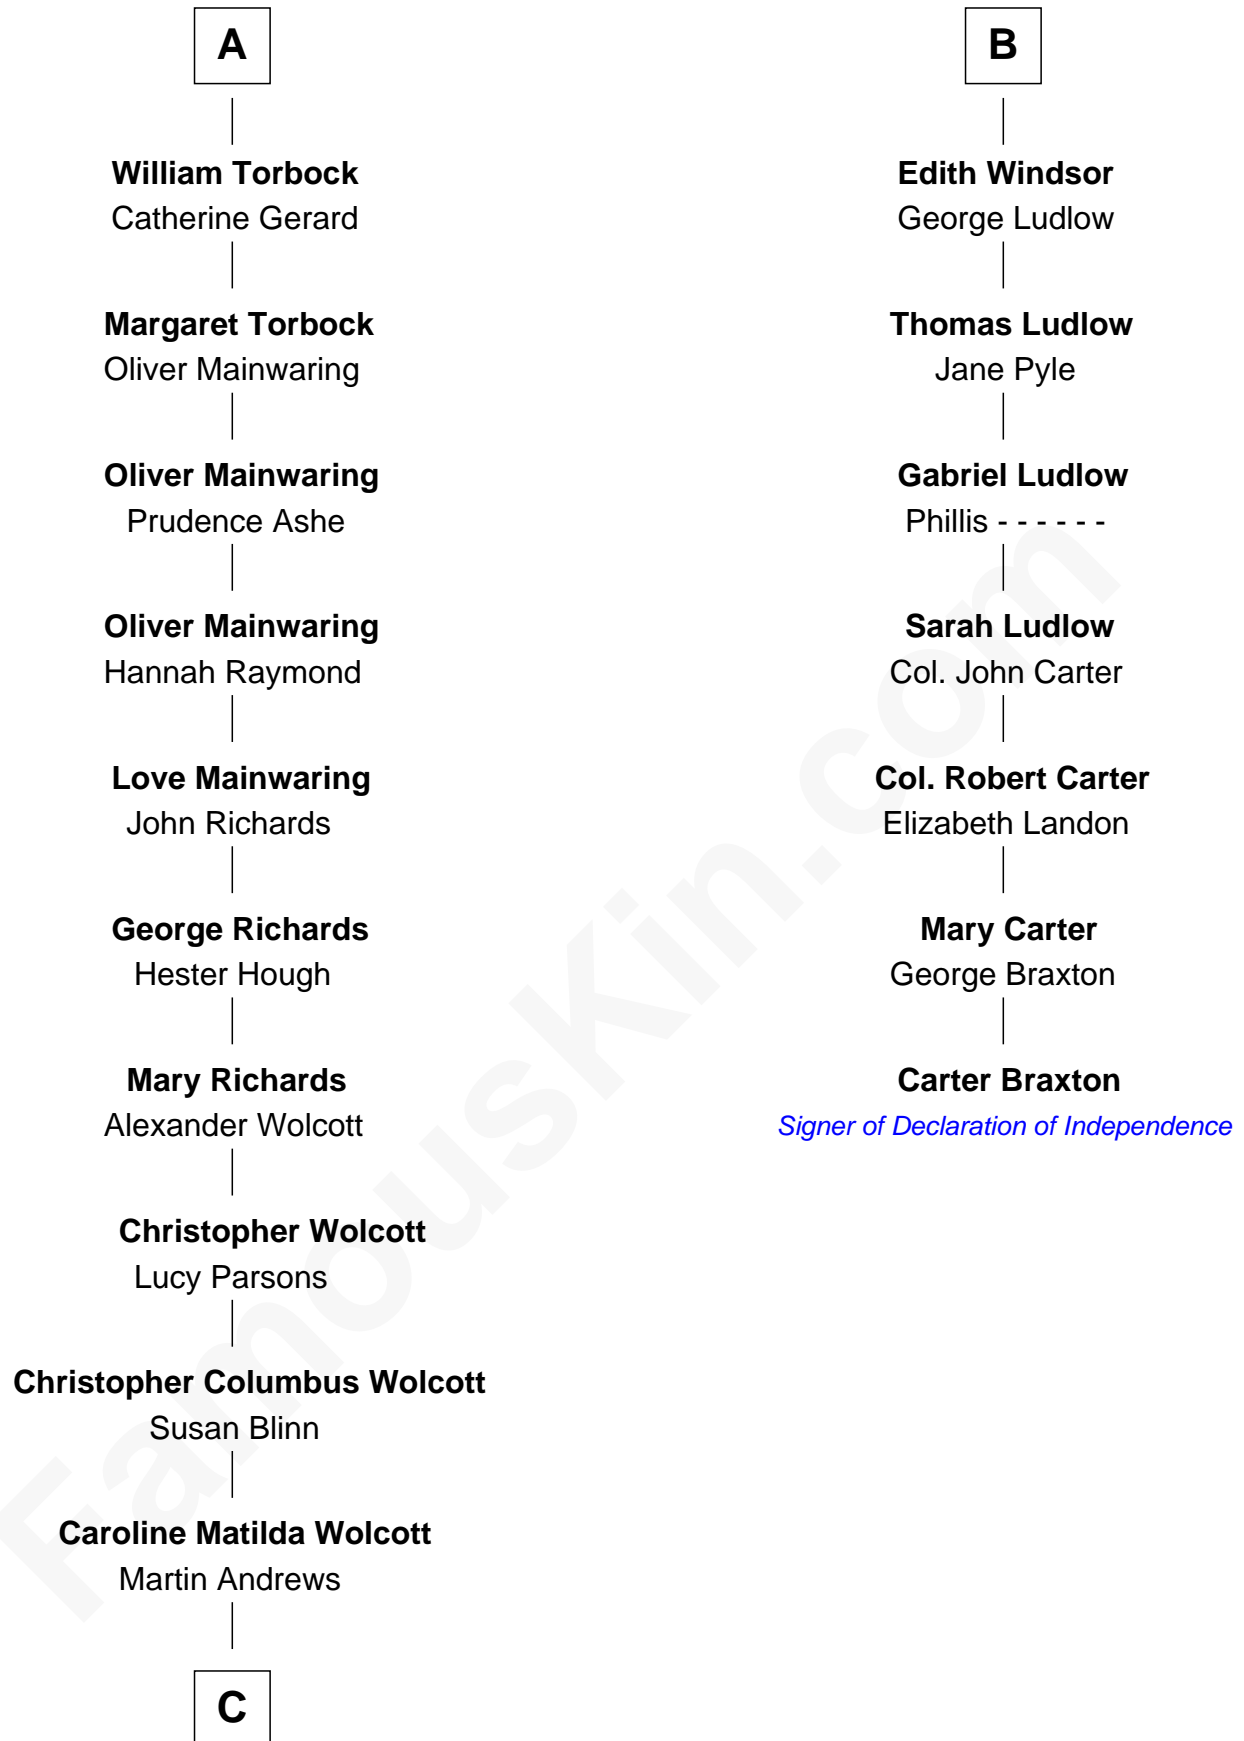 A
William Torbock
Catherine Gerard
Margaret Torbock
Oliver Mainwaring
Oliver Mainwaring
Prudence Ashe
Oliver Mainwaring
Hannah Raymond
Love Mainwaring
John Richards
George Richards
Hester Hough
Mary Richards
Alexander Wolcott
Christopher Wolcott
Lucy Parsons
Christopher Columbus Wolcott
Susan Blinn
Caroline Matilda Wolcott
Martin Andrews
C
B
Edith Windsor
George Ludlow
Thomas Ludlow
Jane Pyle
Gabriel Ludlow
Phillis - - - - - -
Sarah Ludlow
Col. John Carter
Col. Robert Carter
Elizabeth Landon
Mary Carter
George Braxton
Carter Braxton
Signer of Declaration of Independence
FamousKin.com